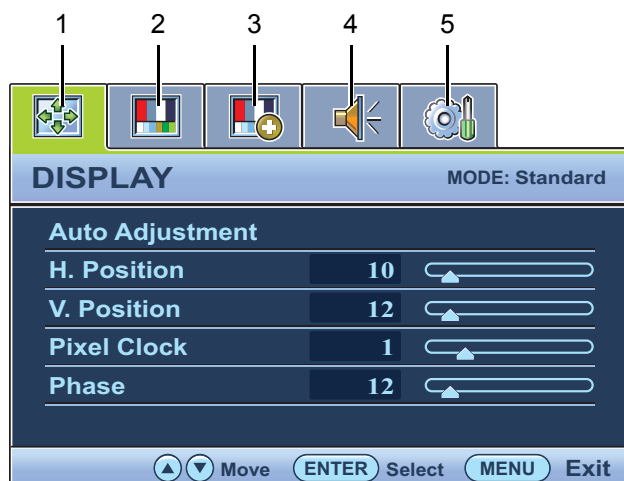 1 2 3 4 5
DISPLAY MODE: Standard
Auto Adjustment
H. Position 10
V. Position 12
Pixel Clock 1
Phase 12
Move ENTER Select MENU Exit